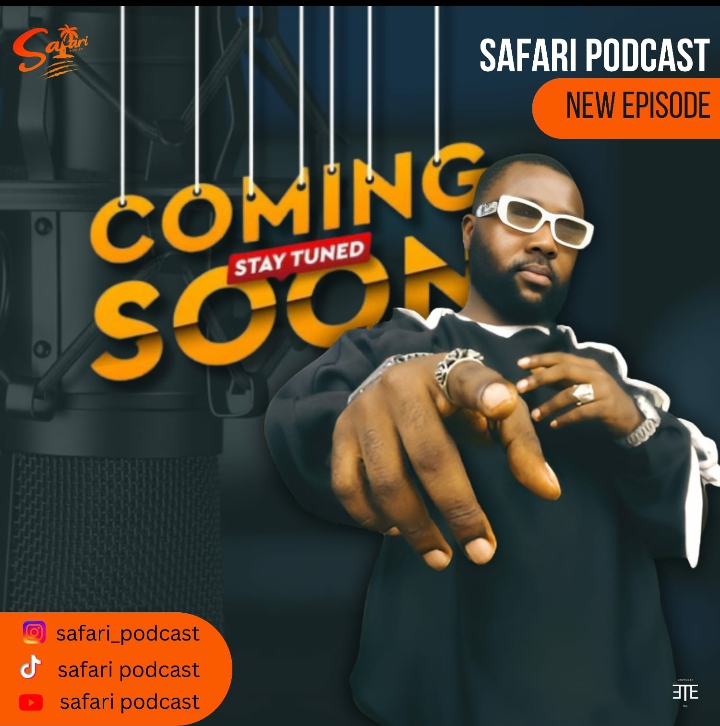 Safari
SAFARI PODCAST
NEW EPISODE
COMING
STAY TUNED
SOON
safari_podcast
safari podcast
safari podcast